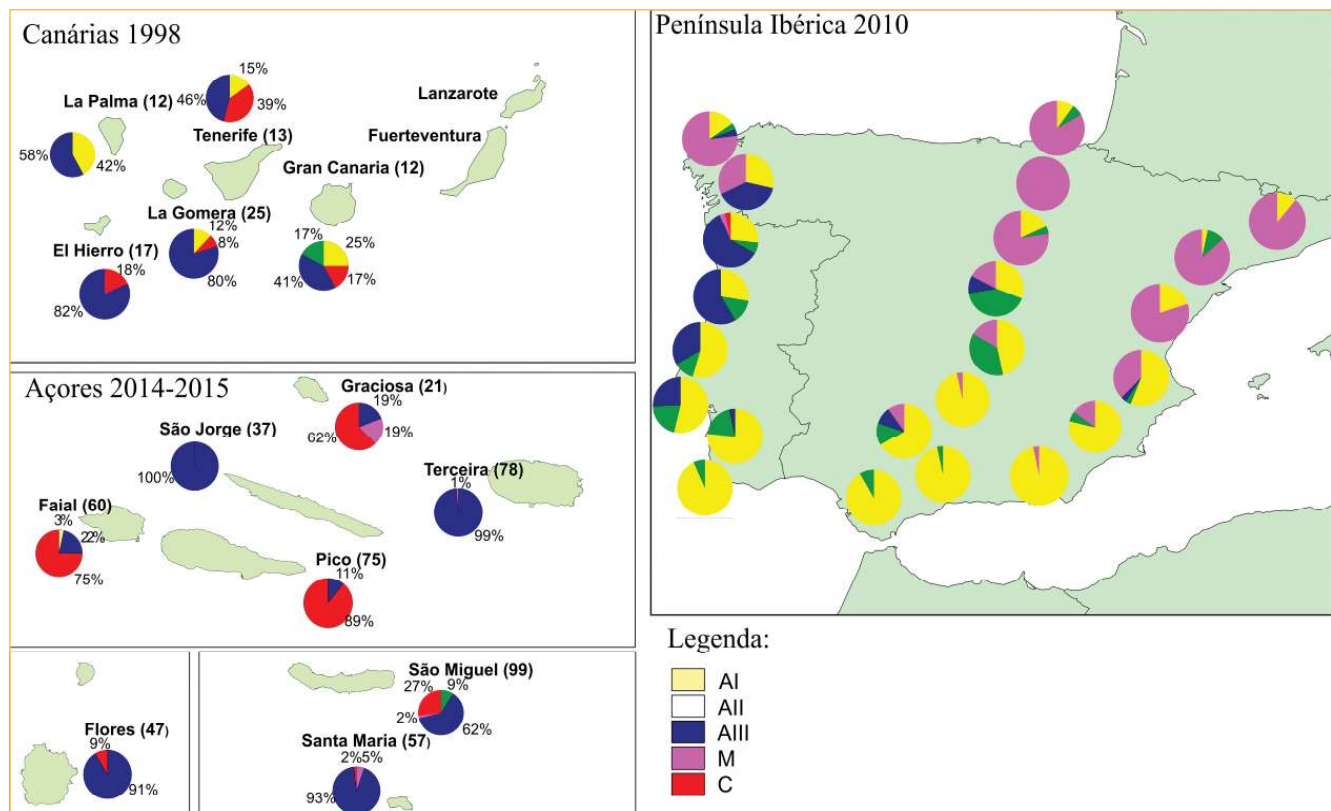 Canárias 1998
La Palma (12)
58%
42%
15%
46%
39%
Tenerife (13)
Lanzarote
Fuerteventura
Gran Canaria (12)
17%
25%
41%
17%
La Gomera (25)
12%
8%
80%
El Hierro (17)
18%
82%
Península Ibérica 2010
Açores 2014-2015
Graciosa (21)
19%
62%
19%
São Jorge (37)
100%
Terceira (78)
1%
99%
Faial (60)
3%
22%
75%
Pico (75)
11%
89%
Flores (47)
9%
91%
São Miguel (99)
27%
9%
2%
62%
Santa Maria (57)
2%
5%
93%
Legenda:
AI
AII
AIII
M
C